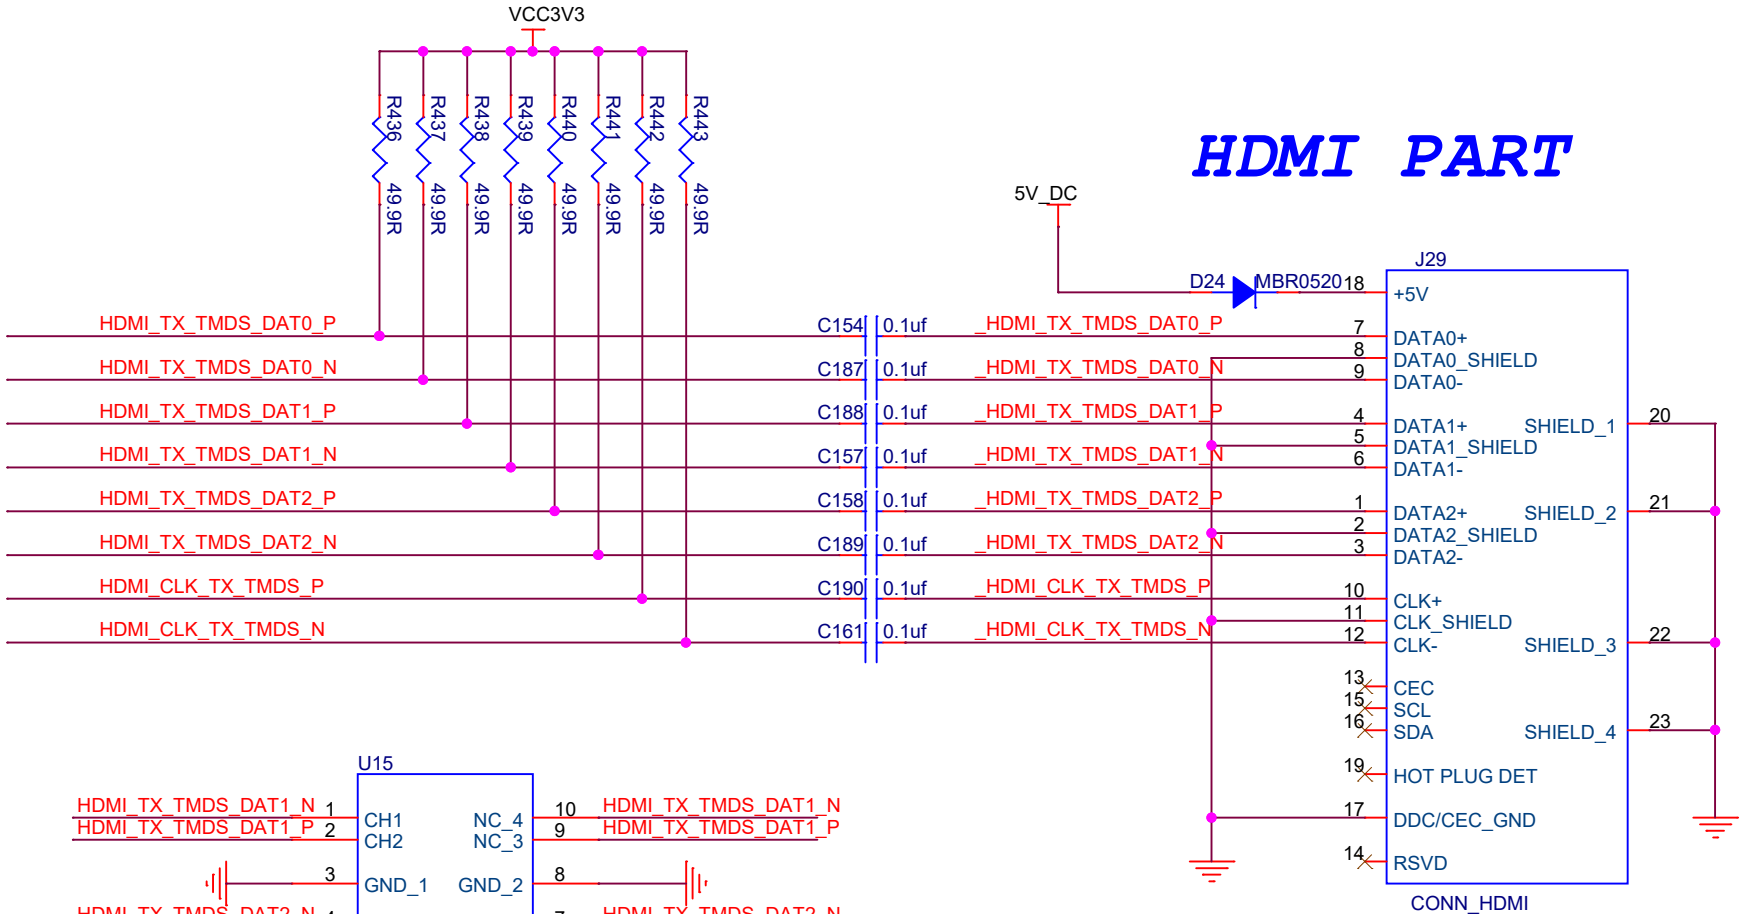 VCC3V3
R436 R437 R438 R439 R440 R441 R442 R443
49.9R 49.9R 49.9R 49.9R 49.9R 49.9R 49.9R 49.9R
HDMI PART
5V_DC
J29
D24 MBR0520 18 +5V
HDMI_TX_TMDS_DAT0_P C154 0.1uf _HDMI_TX_TMDS_DAT0_P 7 DATA0+
8 DATA0_SHIELD
HDMI_TX_TMDS_DAT0_N C187 0.1uf _HDMI_TX_TMDS_DAT0_N 9 DATA0-
HDMI_TX_TMDS_DAT1_P C188 0.1uf _HDMI_TX_TMDS_DAT1_P 4 DATA1+ SHIELD_1 20
5 DATA1_SHIELD
HDMI_TX_TMDS_DAT1_N C157 0.1uf _HDMI_TX_TMDS_DAT1_N 6 DATA1-
HDMI_TX_TMDS_DAT2_P C158 0.1uf _HDMI_TX_TMDS_DAT2_P 1 DATA2+ SHIELD_2 21
2 DATA2_SHIELD
HDMI_TX_TMDS_DAT2_N C189 0.1uf _HDMI_TX_TMDS_DAT2_N 3 DATA2-
HDMI_CLK_TX_TMDS_P C190 0.1uf _HDMI_CLK_TX_TMDS_P 10 CLK+
11 CLK_SHIELD
HDMI_CLK_TX_TMDS_N C161 0.1uf _HDMI_CLK_TX_TMDS_N 12 CLK- SHIELD_3 22
13 CEC
15 SCL
16 SDA SHIELD_4 23
19 HOT PLUG DET
17 DDC/CEC_GND
14 RSVD
CONN_HDMI
U15
HDMI_TX_TMDS_DAT1_N 1 CH1 NC_4 10 HDMI_TX_TMDS_DAT1_N
HDMI_TX_TMDS_DAT1_P 2 CH2 NC_3 9 HDMI_TX_TMDS_DAT1_P
3 GND_1 GND_2 8
HDMI_TX_TMDS_DAT2_N 4 7 HDMI_TX_TMDS_DAT2_N